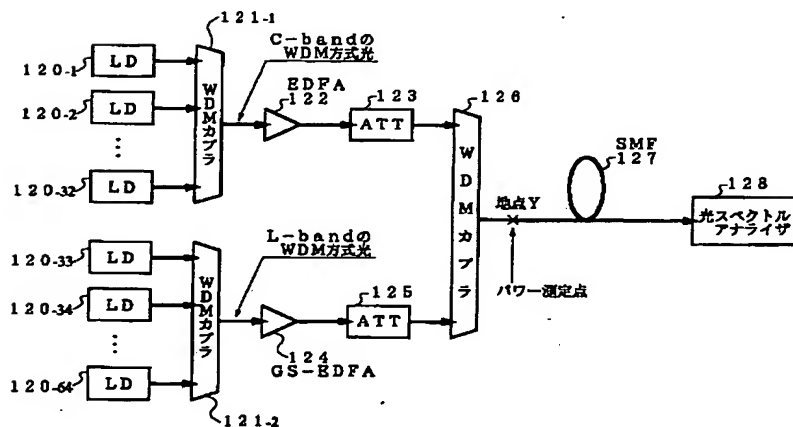 121-1
C-bandの
WDM方式光
120-1
LD
EDFA
122
123
ATT
126
120-2
LD
WDMカプラ
SMF
127
128
120-32
LD
WDMカプラ
地点Y
光スペクトル
アナライザ
L-bandの
WDM方式光
パワー測定点
120-33
LD
125
ATT
120-34
LD
WDMカプラ
124
GS-EDFA
120-64
LD
121-2